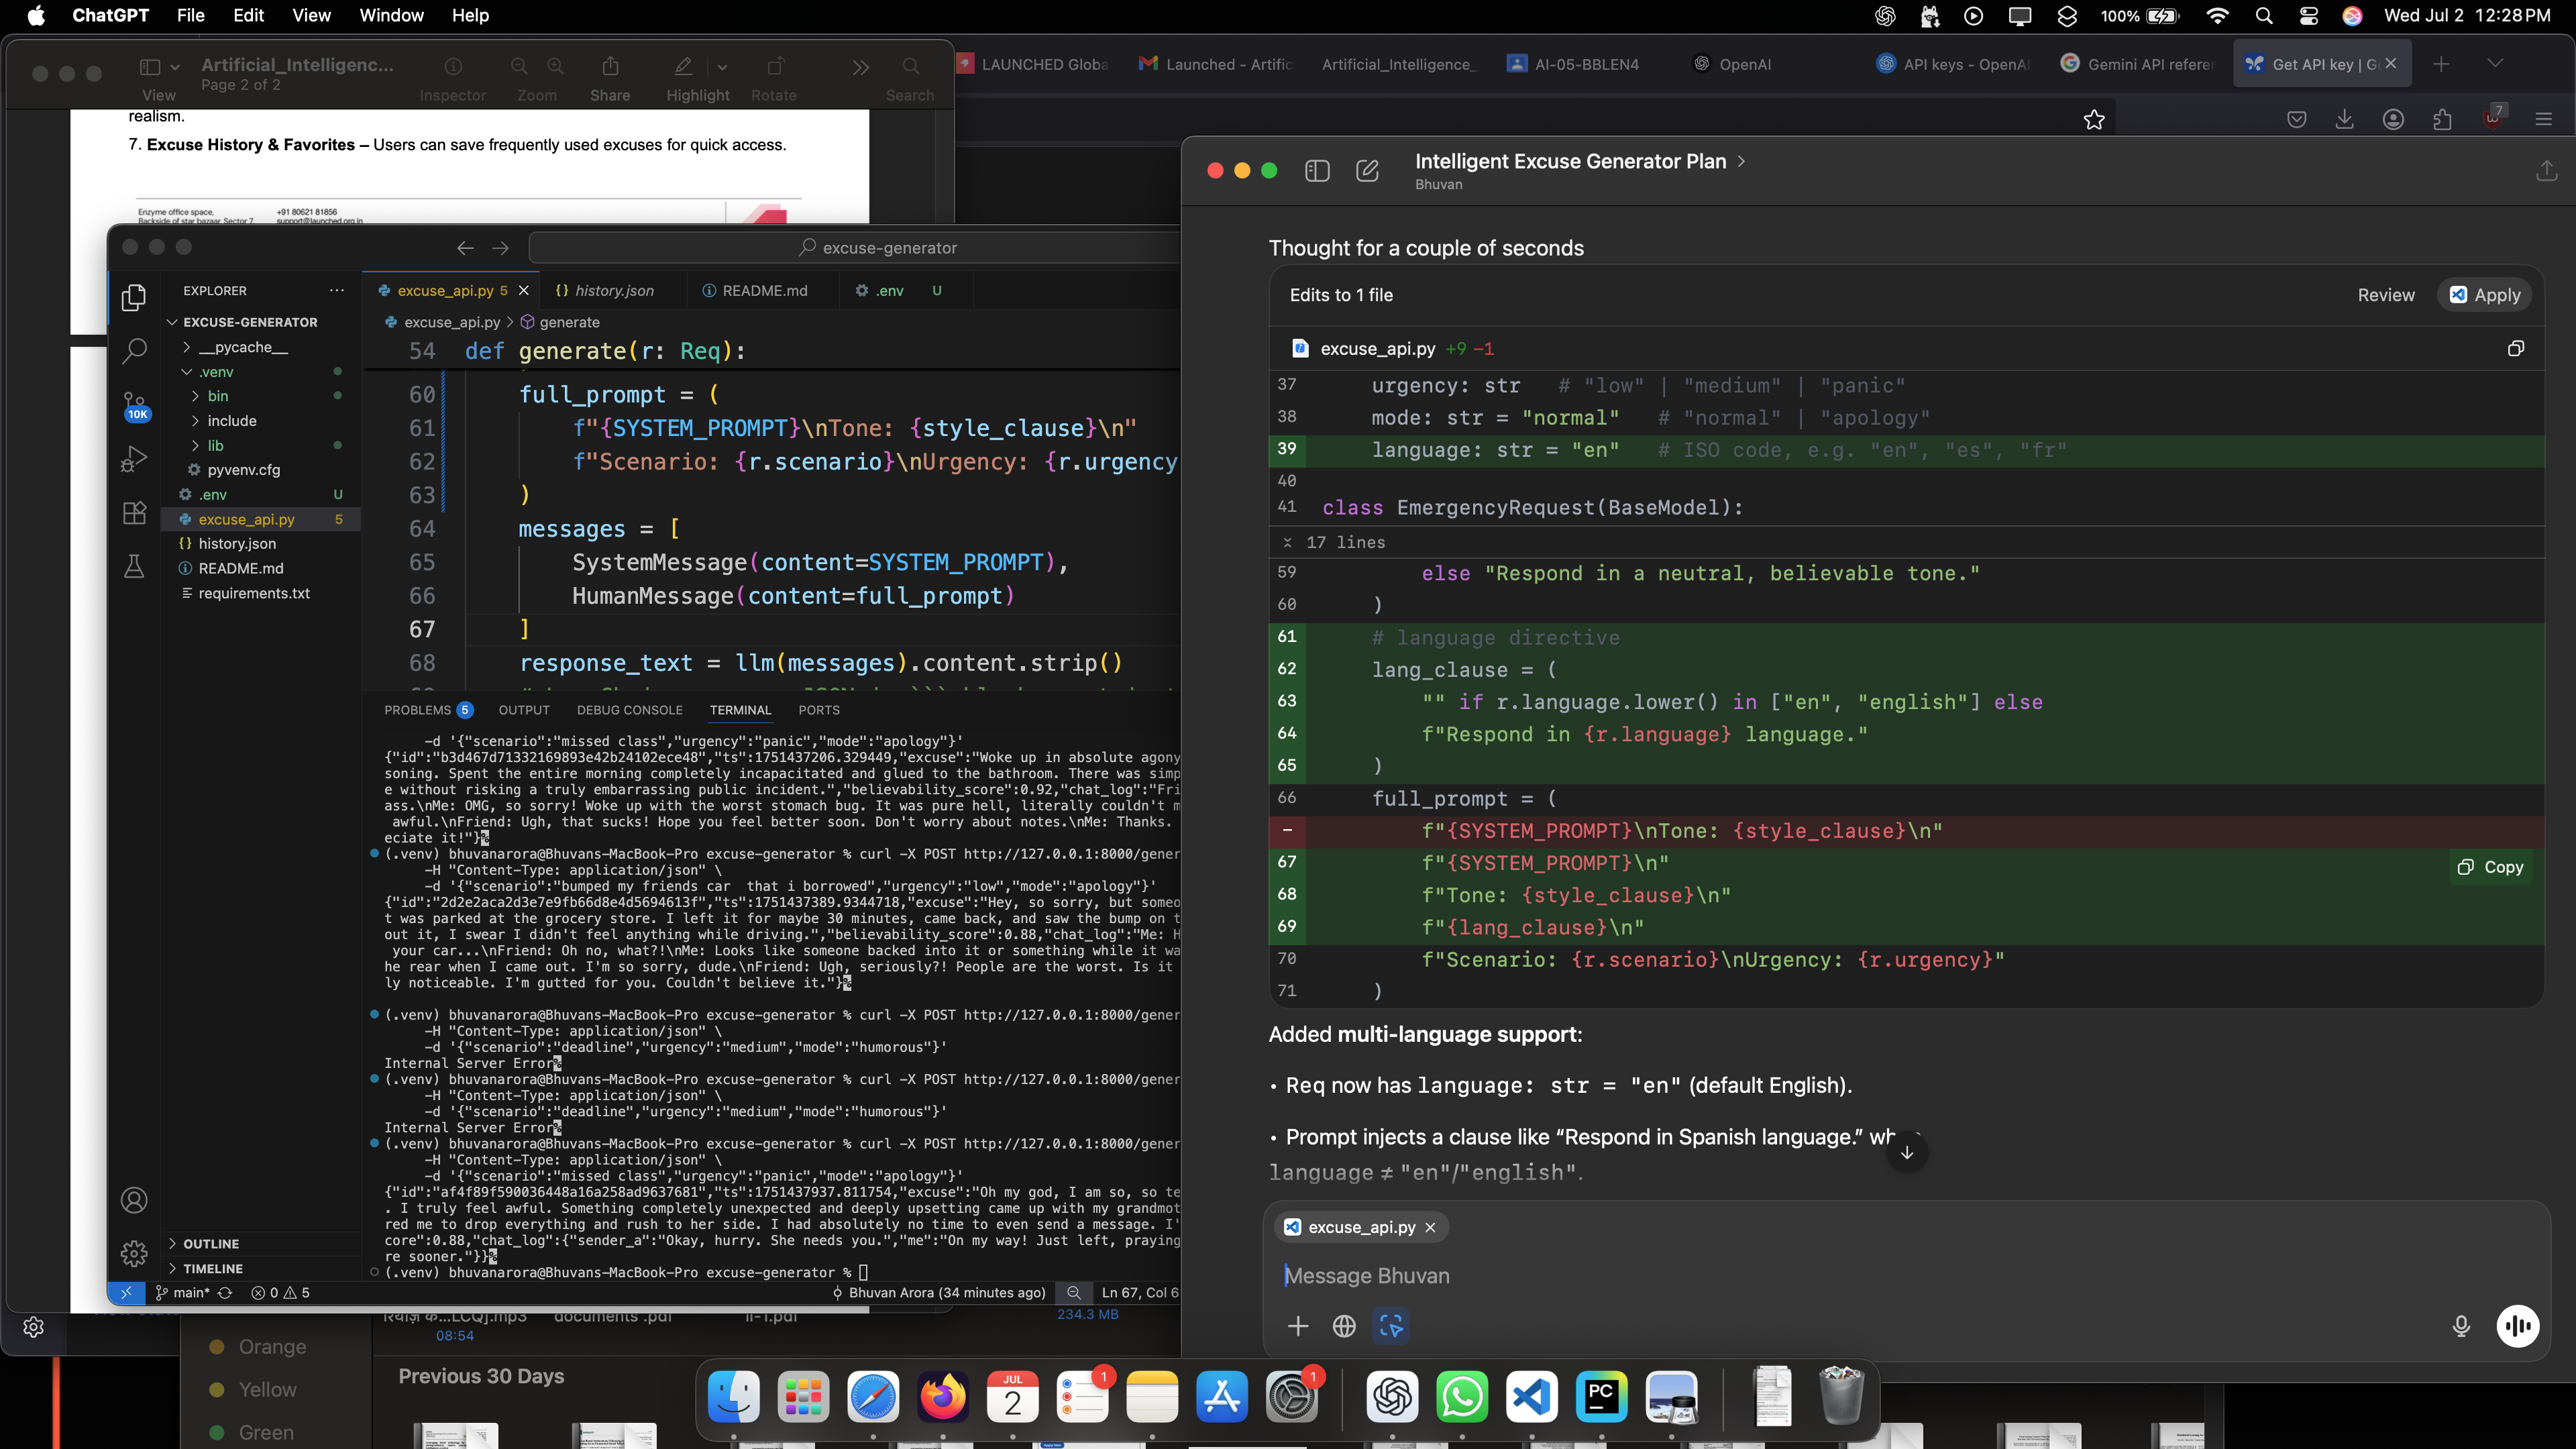 ChatGPT File Edit View Window Help
100% Wed Jul 2 12:28 PM
Artificial_Intelligenc...
Page 2 of 2
View Inspector Zoom Share Highlight Rotate Search
LAUNCHED Globa
Launched - Artific
Artificial_Intelligence_
AI-05-BBLEN4
OpenAI
API keys - OpenAI
Gemini API referen
Get API key | G
7
realism.
7. Excuse History & Favorites – Users can save frequently used excuses for quick access.
Enzyme office space,
Backside of star bazaar, Sector 7
+91 80621 81856
support@launched.org.in
excuse-generator
EXPLORER
EXCUSE-GENERATOR
__pycache__
.venv
bin
include
lib
pyvenv.cfg
.env U
excuse_api.py 5
history.json
README.md
requirements.txt
10K
OUTLINE
TIMELINE
excuse_api.py 5
history.json
README.md
.env U
excuse_api.py > generate
54 def generate(r: Req):
60 full_prompt = (
61 f"{SYSTEM_PROMPT}\nTone: {style_clause}\n"
62 f"Scenario: {r.scenario}\nUrgency: {r.urgency
63 )
64 messages = [
65 SystemMessage(content=SYSTEM_PROMPT),
66 HumanMessage(content=full_prompt)
67 ]
68 response_text = llm(messages).content.strip()
PROBLEMS 5 OUTPUT DEBUG CONSOLE TERMINAL PORTS
-d '{"scenario":"missed class","urgency":"panic","mode":"apology"}'
{"id":"b3d467d71332169893e42b24102ece48","ts":1751437206.329449,"excuse":"Woke up in absolute agony
soning. Spent the entire morning completely incapacitated and glued to the bathroom. There was simp
e without risking a truly embarrassing public incident.","believability_score":0.92,"chat_log":"Fri
ass.\nMe: OMG, so sorry! Woke up with the worst stomach bug. It was pure hell, literally couldn't m
awful.\nFriend: Ugh, that sucks! Hope you feel better soon. Don't worry about notes.\nMe: Thanks.
eciate it!"}%
(.venv) bhuvanarora@Bhuvans-MacBook-Pro excuse-generator % curl -X POST http://127.0.0.1:8000/gener
-H "Content-Type: application/json" \
-d '{"scenario":"bumped my friends car  that i borrowed","urgency":"low","mode":"apology"}'
{"id":"2d2e2aca2d3e7e9fb66d8e4d5694613f","ts":1751437389.9344718,"excuse":"Hey, so sorry, but someo
t was parked at the grocery store. I left it for maybe 30 minutes, came back, and saw the bump on t
out it, I swear I didn't feel anything while driving.","believability_score":0.88,"chat_log":"Me: H
your car...\nFriend: Oh no, what?!\nMe: Looks like someone backed into it or something while it wa
he rear when I came out. I'm so sorry, dude.\nFriend: Ugh, seriously?! People are the worst. Is it
ly noticeable. I'm gutted for you. Couldn't believe it."}%
(.venv) bhuvanarora@Bhuvans-MacBook-Pro excuse-generator % curl -X POST http://127.0.0.1:8000/gener
-H "Content-Type: application/json" \
-d '{"scenario":"deadline","urgency":"medium","mode":"humorous"}'
Internal Server Error%
(.venv) bhuvanarora@Bhuvans-MacBook-Pro excuse-generator % curl -X POST http://127.0.0.1:8000/gener
-H "Content-Type: application/json" \
-d '{"scenario":"deadline","urgency":"medium","mode":"humorous"}'
Internal Server Error%
(.venv) bhuvanarora@Bhuvans-MacBook-Pro excuse-generator % curl -X POST http://127.0.0.1:8000/gener
-H "Content-Type: application/json" \
-d '{"scenario":"missed class","urgency":"panic","mode":"apology"}'
{"id":"af4f89f590036448a16a258ad9637681","ts":1751437937.811754,"excuse":"Oh my god, I am so, so te
. I truly feel awful. Something completely unexpected and deeply upsetting came up with my grandmot
red me to drop everything and rush to her side. I had absolutely no time to even send a message. I'
core":0.88,"chat_log":{"sender_a":"Okay, hurry. She needs you.","me":"On my way! Just left, praying
re sooner."}}%
(.venv) bhuvanarora@Bhuvans-MacBook-Pro excuse-generator %
main* 0 5 Bhuvan Arora (34 minutes ago) Ln 67, Col 6
Intelligent Excuse Generator Plan >
Bhuvan
Thought for a couple of seconds
Edits to 1 file Review Apply
excuse_api.py +9 −1
37 urgency: str # "low" | "medium" | "panic"
38 mode: str = "normal" # "normal" | "apology"
39 language: str = "en" # ISO code, e.g. "en", "es", "fr"
40
41 class EmergencyRequest(BaseModel):
17 lines
59 else "Respond in a neutral, believable tone."
60 )
61 # language directive
62 lang_clause = (
63 "" if r.language.lower() in ["en", "english"] else
64 f"Respond in {r.language} language."
65 )
66 full_prompt = (
- f"{SYSTEM_PROMPT}\nTone: {style_clause}\n"
67 f"{SYSTEM_PROMPT}\n"
Copy
68 f"Tone: {style_clause}\n"
69 f"{lang_clause}\n"
70 f"Scenario: {r.scenario}\nUrgency: {r.urgency}"
71 )
Added multi-language support:
• Req now has language: str = "en" (default English).
• Prompt injects a clause like “Respond in Spanish language.”
language ≠ "en"/"english".
excuse_api.py
Message Bhuvan
08:54
documents .pdf
ll-1.pdf
234.3 MB
Orange
Yellow
Green
Previous 30 Days
JUL
2
1
1
PC